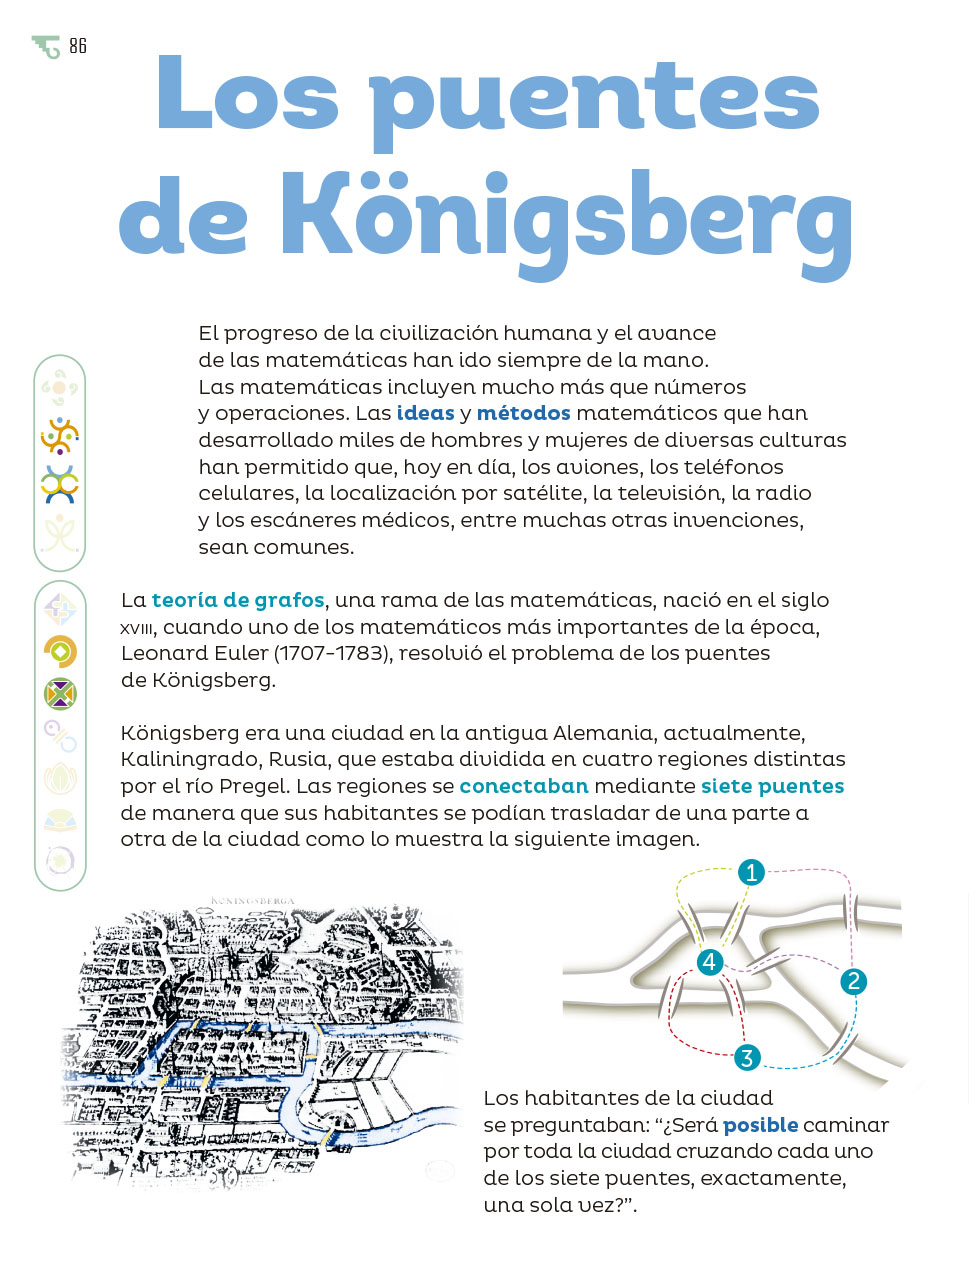 86
Los puentes
de Königsberg
El progreso de la civilización humana y el avance
de las matemáticas han ido siempre de la mano.
Las matemáticas incluyen mucho más que números
y operaciones. Las ideas y métodos matemáticos que han
desarrollado miles de hombres y mujeres de diversas culturas
han permitido que, hoy en día, los aviones, los teléfonos
celulares, la localización por satélite, la televisión, la radio
y los escáneres médicos, entre muchas otras invenciones,
sean comunes.
La teoría de grafos, una rama de las matemáticas, nació en el siglo
XVIII, cuando uno de los matemáticos más importantes de la época,
Leonard Euler (1707-1783), resolvió el problema de los puentes
de Königsberg.
Königsberg era una ciudad en la antigua Alemania, actualmente,
Kaliningrado, Rusia, que estaba dividida en cuatro regiones distintas
por el río Pregel. Las regiones se conectaban mediante siete puentes
de manera que sus habitantes se podían trasladar de una parte a
otra de la ciudad como lo muestra la siguiente imagen.
KONINGSBERGA
1
4
2
3
Los habitantes de la ciudad
se preguntaban: “¿Será posible caminar
por toda la ciudad cruzando cada uno
de los siete puentes, exactamente,
una sola vez?”.